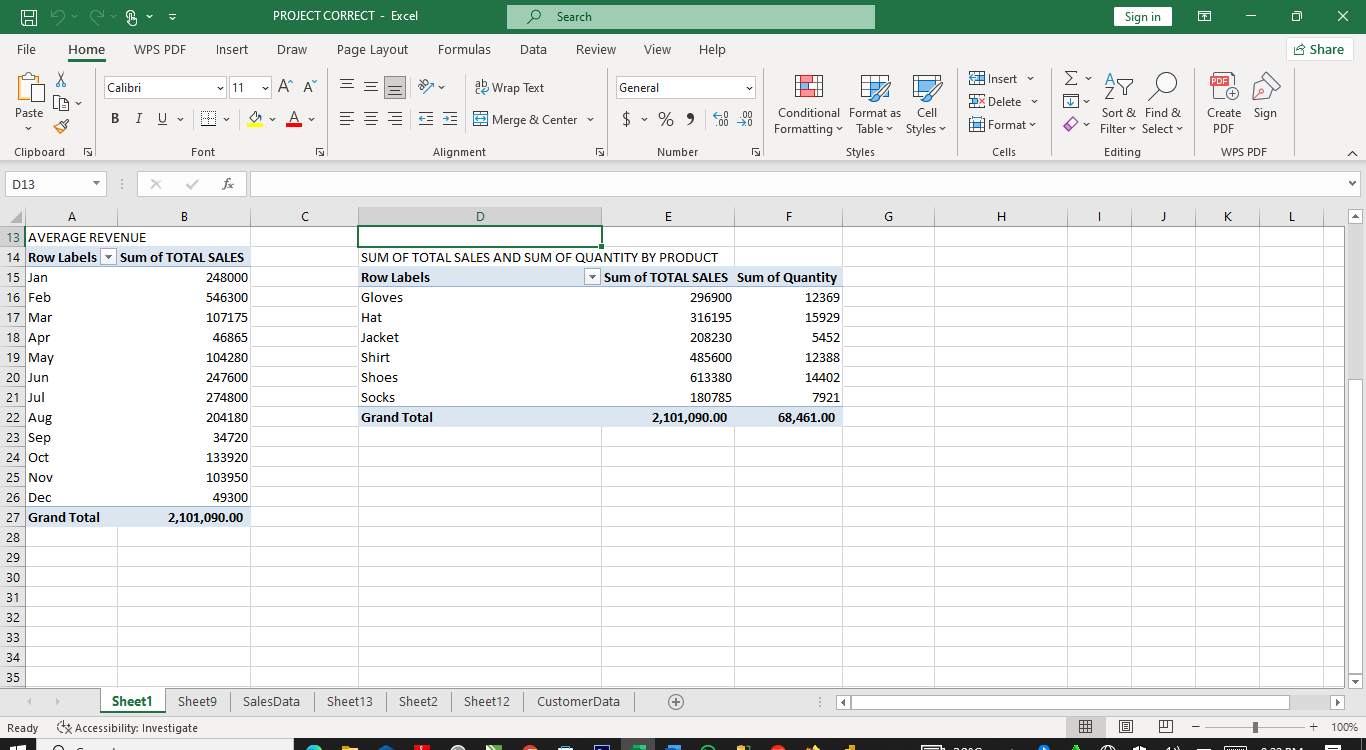 PROJECT CORRECT - Excel
Search
Sign in
File Home WPS PDF Insert Draw Page Layout Formulas Data Review View Help
Share
Paste
Calibri 11
B I U
Wrap Text
Merge & Center
General
$ %
Conditional Formatting
Format as Table
Cell Styles
Insert
Delete
Format
Sort & Filter
Find & Select
Create PDF
Sign
Clipboard Font Alignment Number Styles Cells Editing WPS PDF
D13 fx
A B C D E F G H I J K L
13 AVERAGE REVENUE
14 Row Labels Sum of TOTAL SALES SUM OF TOTAL SALES AND SUM OF QUANTITY BY PRODUCT
15 Jan 248000 Row Labels Sum of TOTAL SALES Sum of Quantity
16 Feb 546300 Gloves 296900 12369
17 Mar 107175 Hat 316195 15929
18 Apr 46865 Jacket 208230 5452
19 May 104280 Shirt 485600 12388
20 Jun 247600 Shoes 613380 14402
21 Jul 274800 Socks 180785 7921
22 Aug 204180 Grand Total 2,101,090.00 68,461.00
23 Sep 34720
24 Oct 133920
25 Nov 103950
26 Dec 49300
27 Grand Total 2,101,090.00
28
29
30
31
32
33
34
35
Sheet1 Sheet9 SalesData Sheet13 Sheet2 Sheet12 CustomerData
Ready Accessibility: Investigate 100%